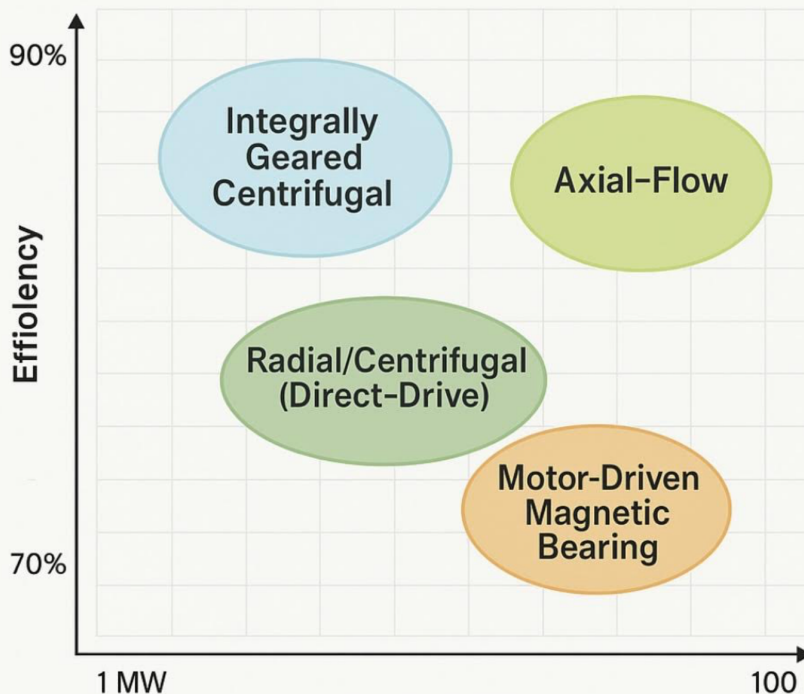 90%
Integrally
Geared
Centrifugal
Axial–Flow
Effiolency
Radial/Centrifugal
(Direct–Drive)
Motor-Driven
Magnetic
Bearing
70%
1 MW
100